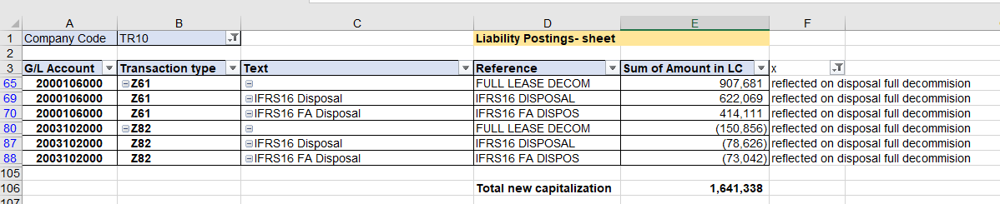 A B C D E F
1 Company Code TR10 Liability Postings- sheet
2
3 G/L Account Transaction type Text Reference Sum of Amount in LC x
65 2000106000 Z61 FULL LEASE DECOM 907,681 reflected on disposal full decommision
69 2000106000 Z61 IFRS16 Disposal IFRS16 DISPOSAL 622,069 reflected on disposal full decommision
70 2000106000 Z61 IFRS16 FA Disposal IFRS16 FA DISPOS 414,111 reflected on disposal full decommision
80 2003102000 Z82 FULL LEASE DECOM (150,856) reflected on disposal full decommision
87 2003102000 Z82 IFRS16 Disposal IFRS16 DISPOSAL (78,626) reflected on disposal full decommision
88 2003102000 Z82 IFRS16 FA Disposal IFRS16 FA DISPOS (73,042) reflected on disposal full decommision
105
106 Total new capitalization 1,641,338
107